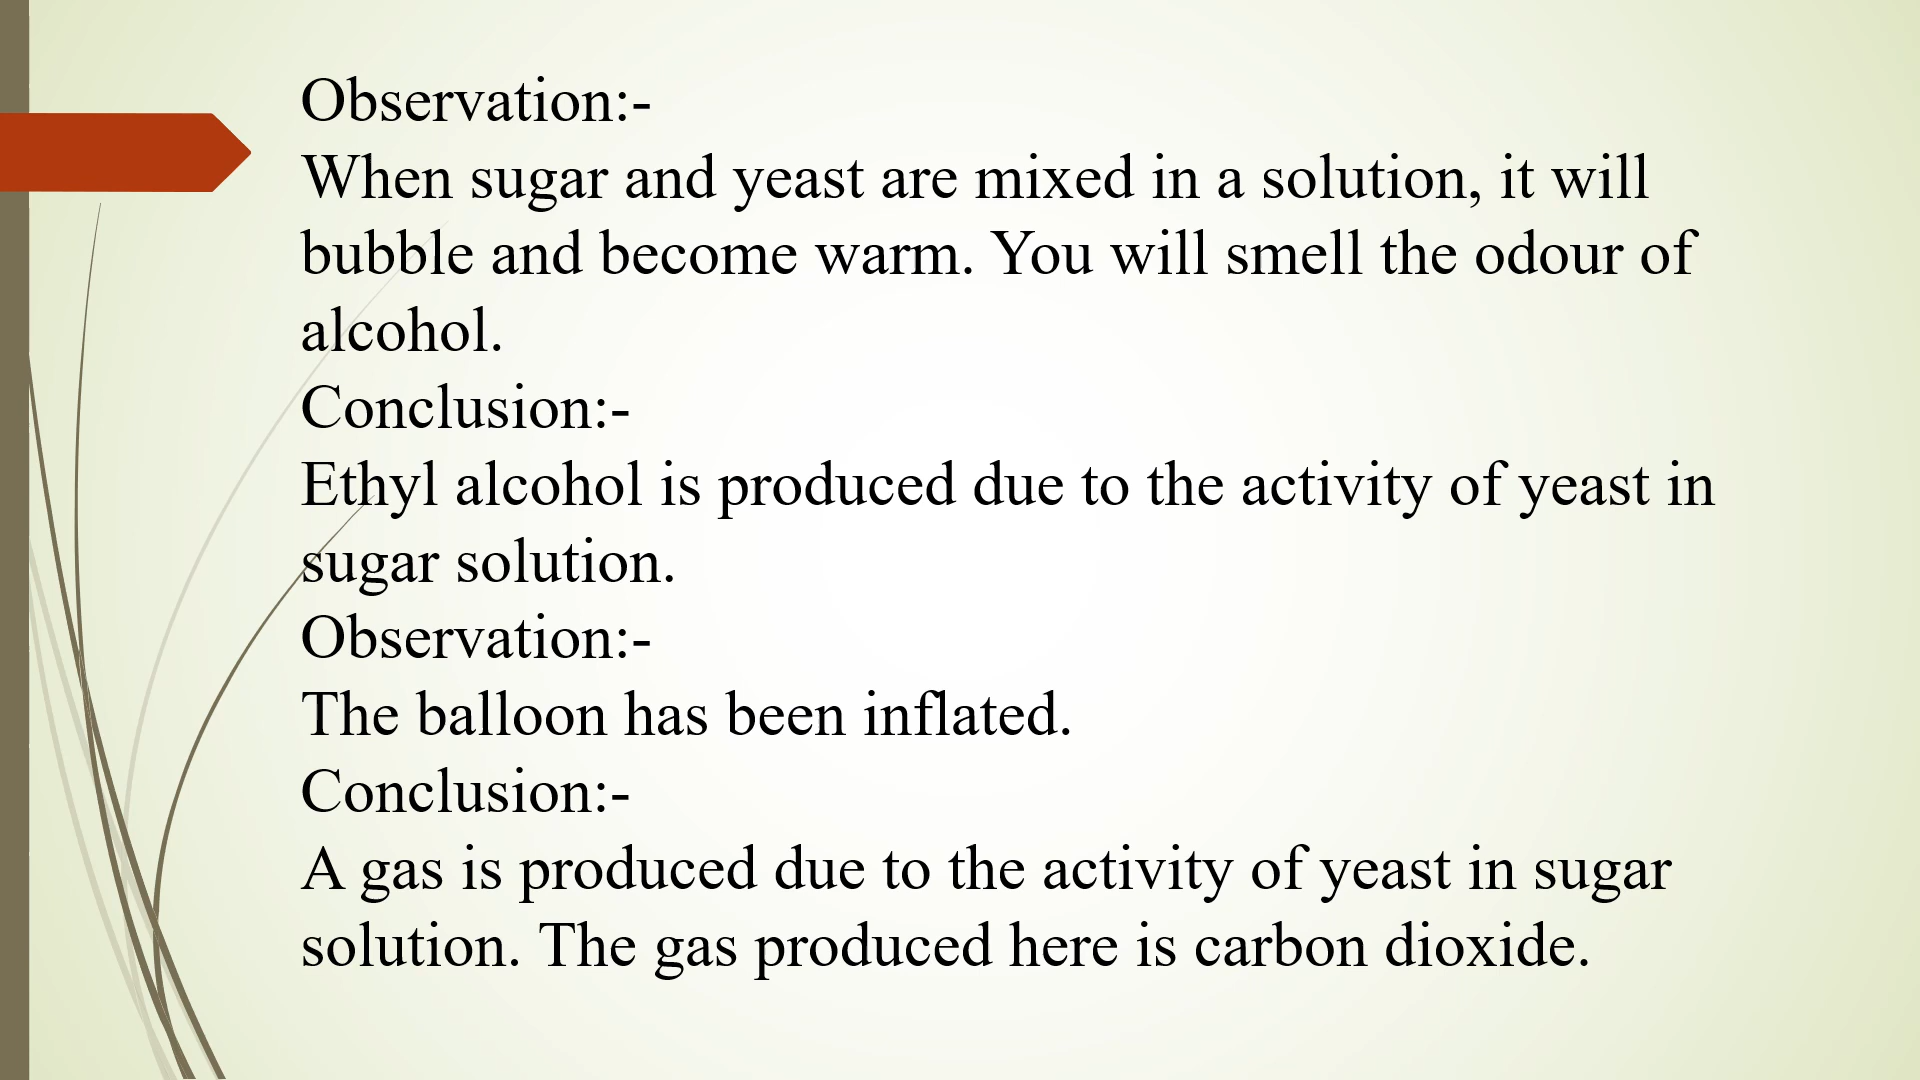 Observation:-
When sugar and yeast are mixed in a solution, it will
bubble and become warm. You will smell the odour of
alcohol.
Conclusion:-
Ethyl alcohol is produced due to the activity of yeast in
sugar solution.
Observation:-
The balloon has been inflated.
Conclusion:-
A gas is produced due to the activity of yeast in sugar
solution. The gas produced here is carbon dioxide.